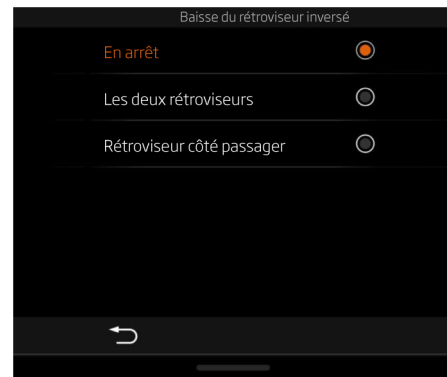 Baisse du rétroviseur inversé
En arrêt
Les deux rétroviseurs
Rétroviseur côté passager